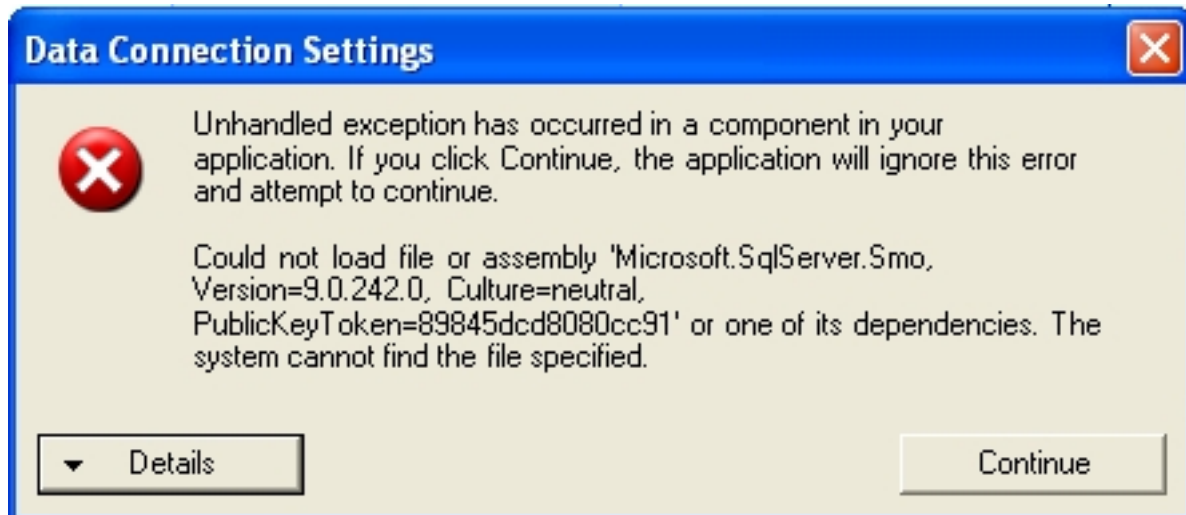 Data Connection Settings
Unhandled exception has occurred in a component in your
application. If you click Continue, the application will ignore this error
and attempt to continue.
Could not load file or assembly 'Microsoft.SqlServer.Smo,
Version=9.0.242.0, Culture=neutral,
PublicKeyToken=89845dcd8080cc91' or one of its dependencies. The
system cannot find the file specified.
Details
Continue